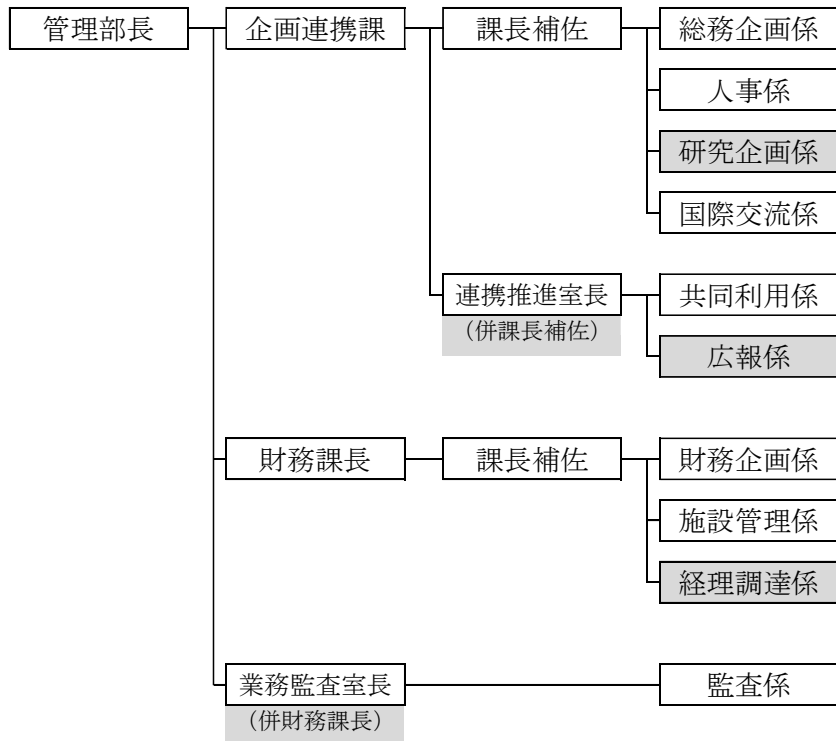 管理部長
企画連携課
課長補佐
総務企画係
人事係
研究企画係
国際交流係
連携推進室長
（併課長補佐）
共同利用係
広報係
財務課長
課長補佐
財務企画係
施設管理係
経理調達係
業務監査室長
（併財務課長）
監査係